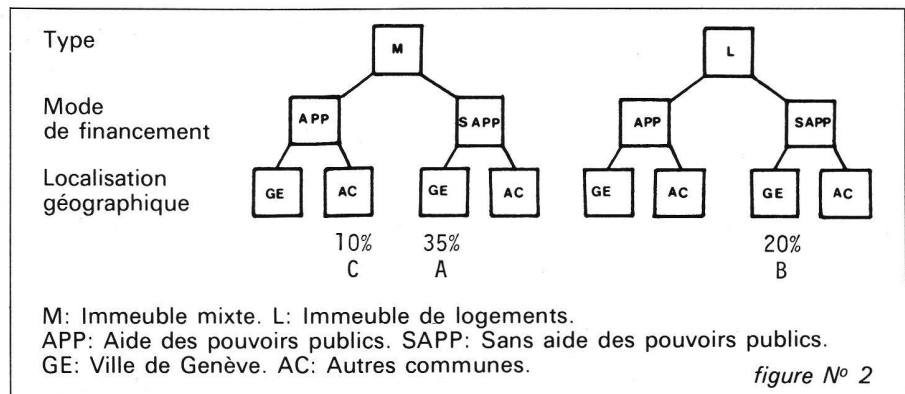 Type
M L
Mode
de financement
APP SAPP APP SAPP
Localisation
géographique
GE AC GE AC GE AC GE AC
10% 35% 20%
C A B
M: Immeuble mixte. L: Immeuble de logements.
APP: Aide des pouvoirs publics. SAPP: Sans aide des pouvoirs publics.
GE: Ville de Genève. AC: Autres communes.
figure Nº 2